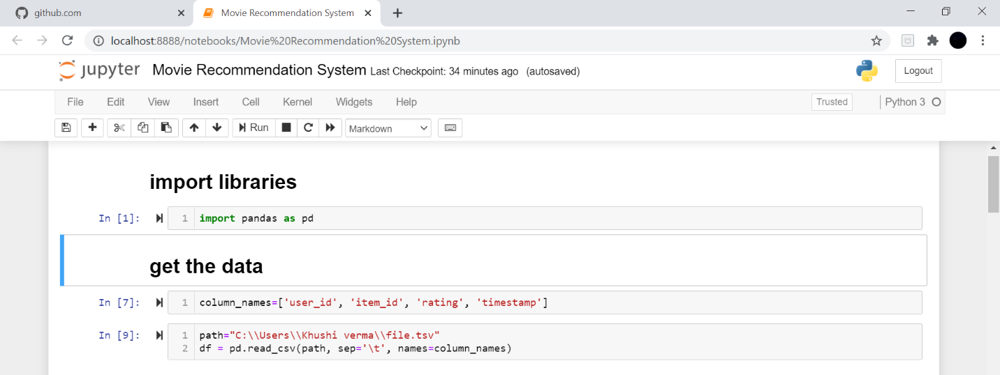 github.com
Movie Recommendation System
localhost:8888/notebooks/Movie%20Recommendation%20System.ipynb
jupyter Movie Recommendation System Last Checkpoint: 34 minutes ago (autosaved)
Logout
File Edit View Insert Cell Kernel Widgets Help
Trusted
Python 3
Run
Markdown
import libraries
In [1]:
1 import pandas as pd
get the data
In [7]:
1 column_names=['user_id', 'item_id', 'rating', 'timestamp']
In [9]:
1 path="C:\\Users\\Khushi verma\\file.tsv"
2 df = pd.read_csv(path, sep='\t', names=column_names)